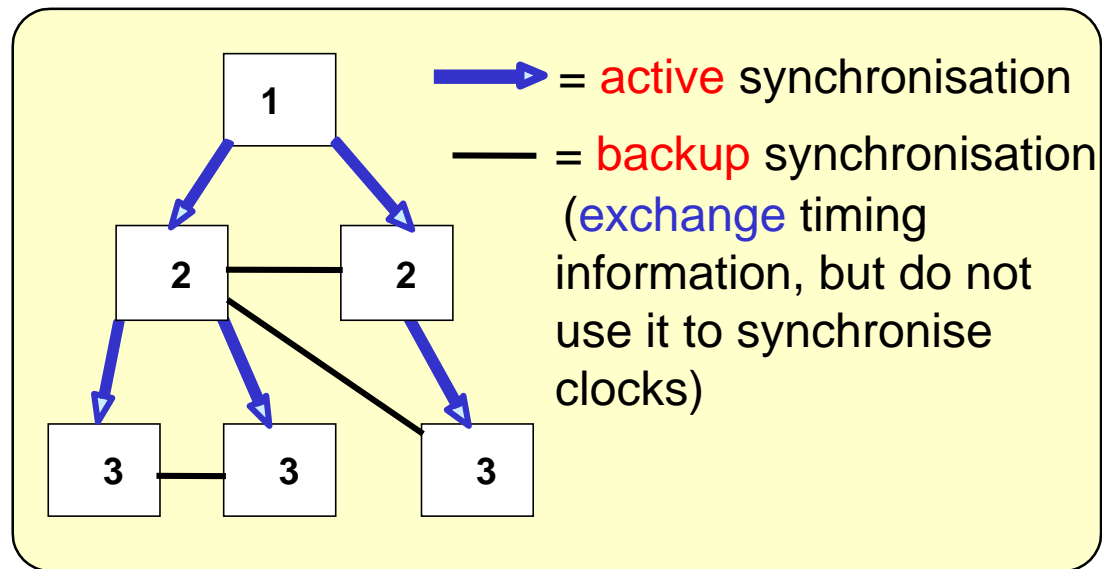 1
= active synchronisation
= backup synchronisation
(exchange timing
information, but do not
use it to synchronise
clocks)
2 2
3 3 3